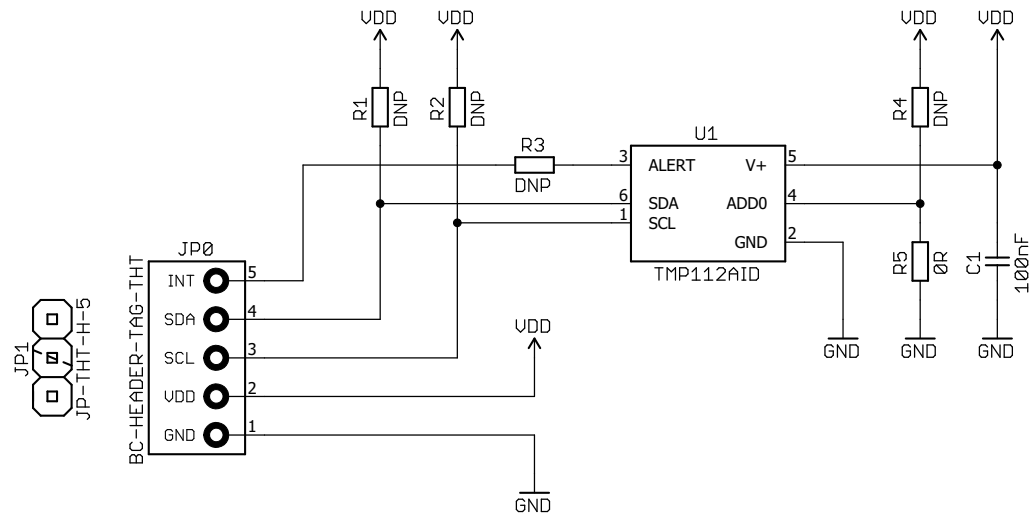 VDD
VDD
VDD
VDD
R1
DNP
R2
DNP
R4
DNP
U1
R3
DNP
3
ALERT
V+
5
6
SDA
ADD0
4
1
SCL
GND
2
TMP112AID
R5
0R
C1
100nF
JP0
INT
5
SDA
4
SCL
3
VDD
2
GND
1
BC-HEADER-TAG-THT
JP1
JP-THT-H-5
VDD
GND
GND
GND
GND